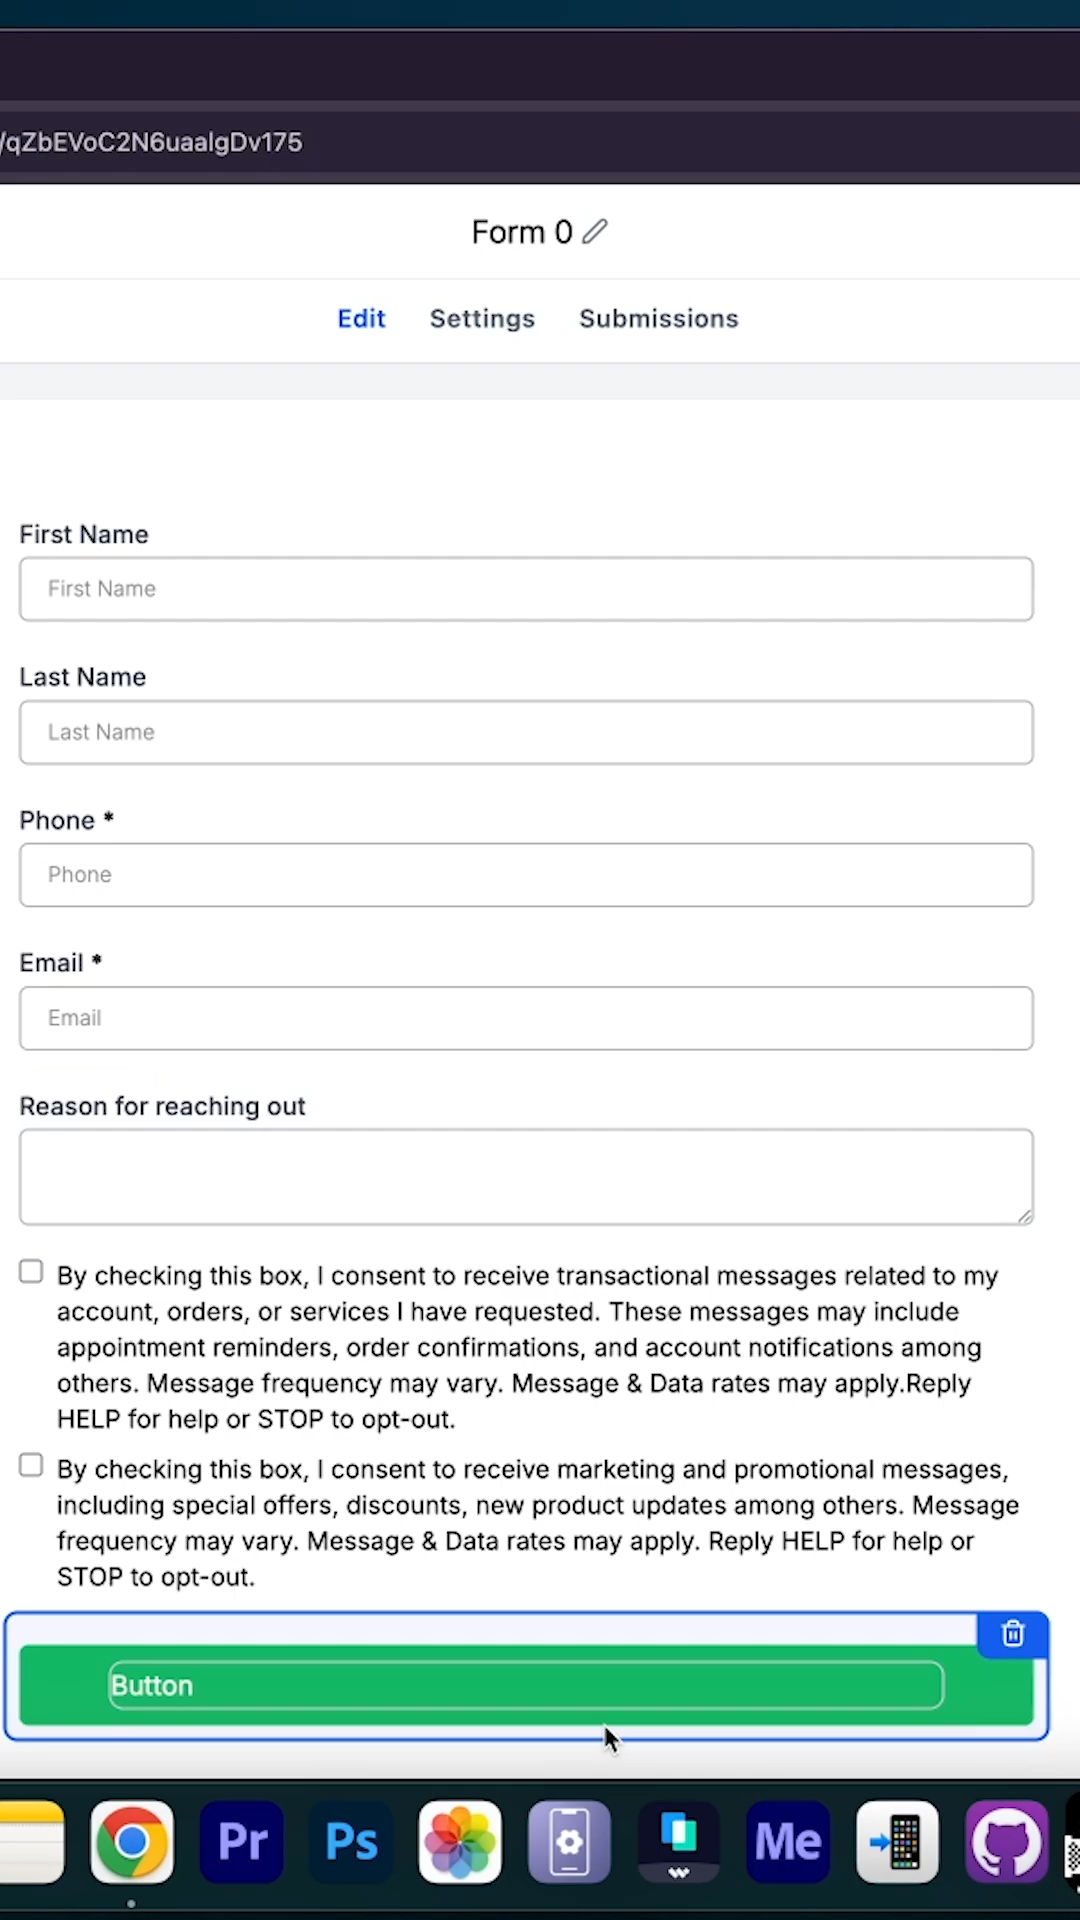 /qZbEVoC2N6uaalgDv175
Form 0
Edit Settings Submissions
First Name
First Name
Last Name
Last Name
Phone *
Phone
Email *
Email
Reason for reaching out
By checking this box, I consent to receive transactional messages related to my
account, orders, or services I have requested. These messages may include
appointment reminders, order confirmations, and account notifications among
others. Message frequency may vary. Message & Data rates may apply.Reply
HELP for help or STOP to opt-out.
By checking this box, I consent to receive marketing and promotional messages,
including special offers, discounts, new product updates among others. Message
frequency may vary. Message & Data rates may apply. Reply HELP for help or
STOP to opt-out.
Button
Pr Ps Me